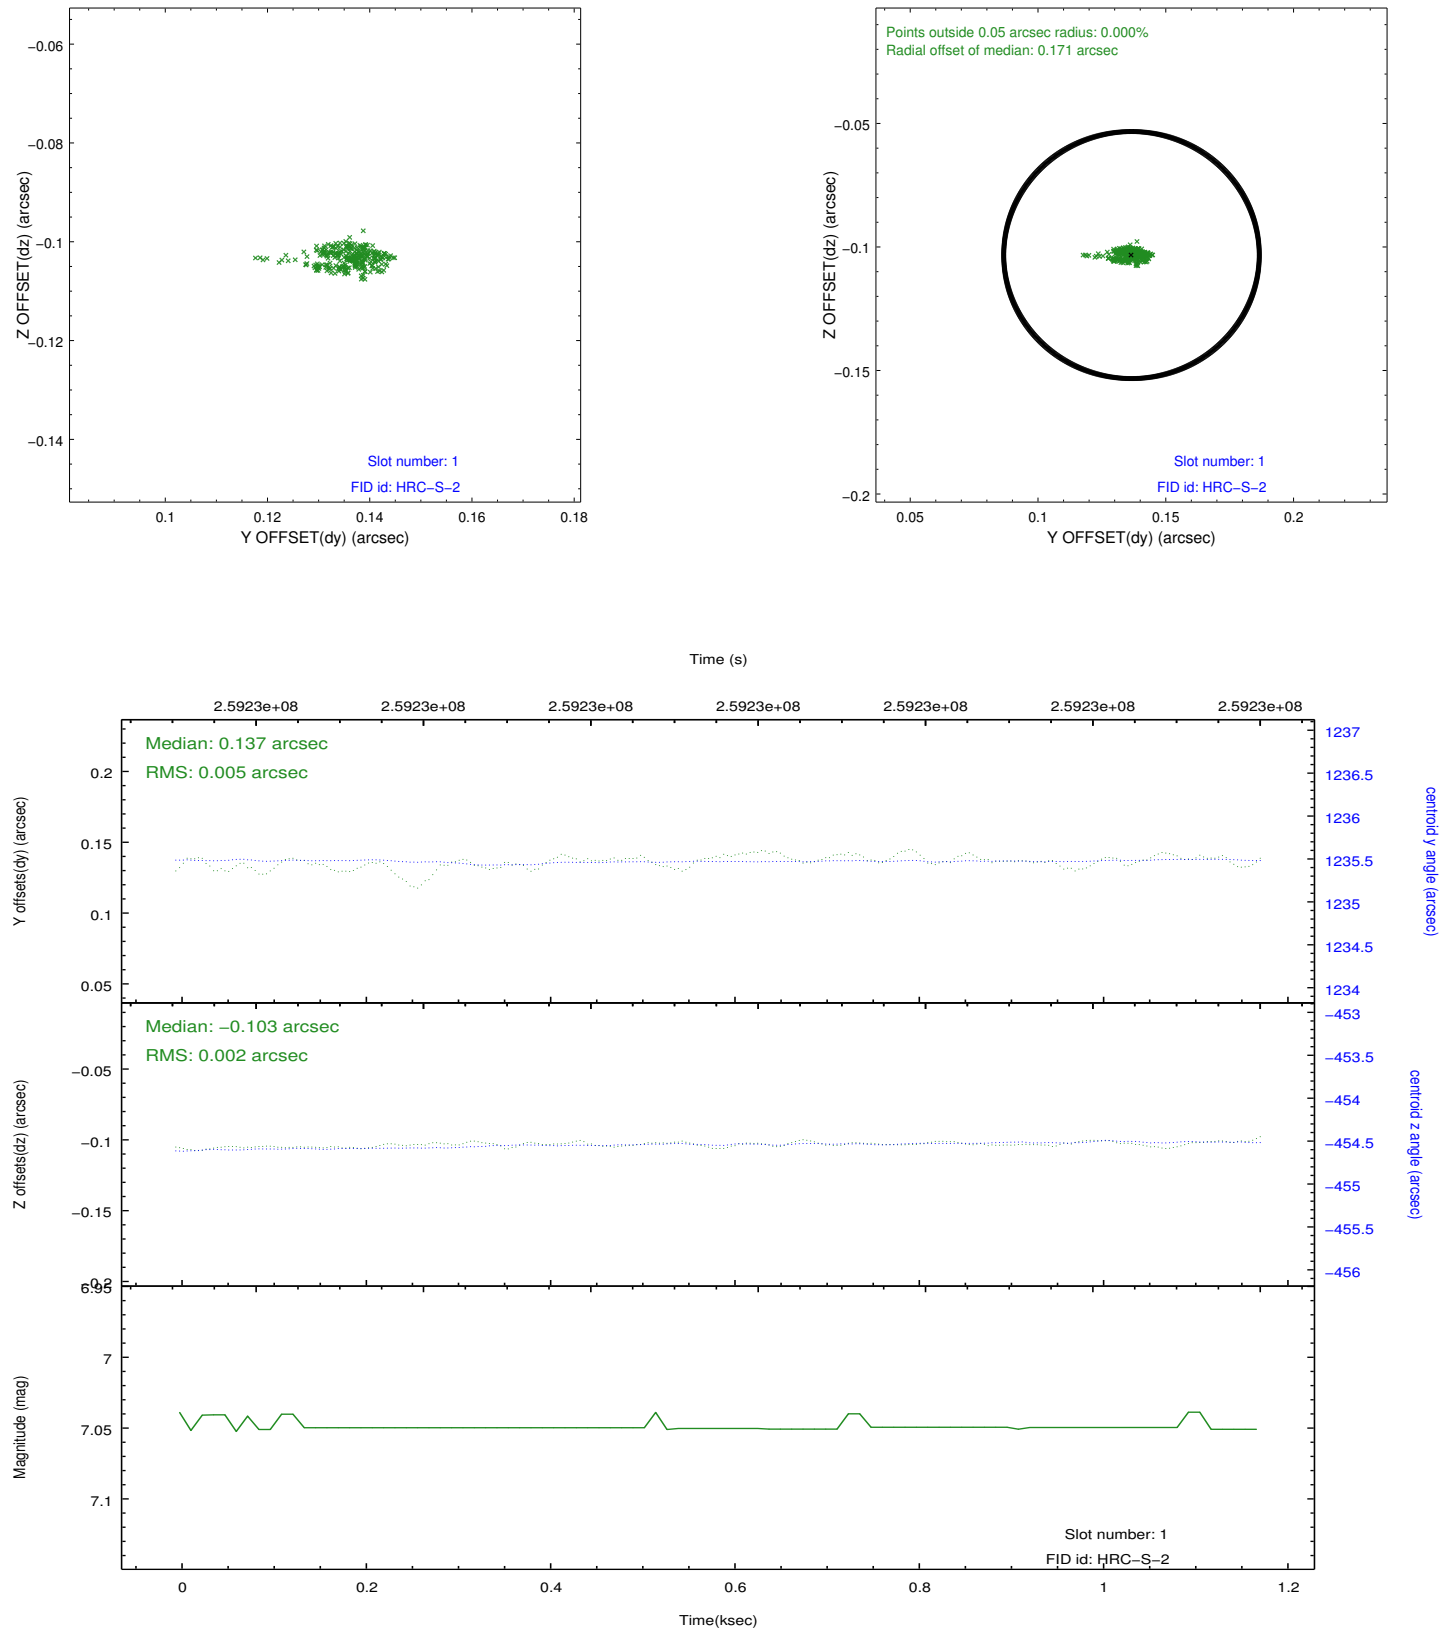 −0.06
−0.08
−0.1
−0.12
−0.14
Z OFFSET(dz) (arcsec)
Slot number: 1
FID id: HRC−S−2
0.1 0.12 0.14 0.16 0.18
Y OFFSET(dy) (arcsec)
Points outside 0.05 arcsec radius: 0.000%
Radial offset of median: 0.171 arcsec
−0.05
−0.1
−0.15
−0.2
Z OFFSET(dz) (arcsec)
Slot number: 1
FID id: HRC−S−2
0.05 0.1 0.15 0.2
Y OFFSET(dy) (arcsec)
Time (s)
2.5923e+08 2.5923e+08 2.5923e+08 2.5923e+08 2.5923e+08 2.5923e+08 2.5923e+08
Median: 0.137 arcsec
RMS: 0.005 arcsec
0.2
0.15
0.1
0.05
Y offsets(dy) (arcsec)
1237
1236.5
1236
1235.5
1235
1234.5
1234
centroid y angle (arcsec)
Median: −0.103 arcsec
RMS: 0.002 arcsec
−0.05
−0.1
−0.15
−0.2
Z offsets(dz) (arcsec)
−453
−453.5
−454
−454.5
−455
−455.5
−456
centroid z angle (arcsec)
6.95
7
7.05
7.1
Magnitude (mag)
Slot number: 1
FID id: HRC−S−2
0 0.2 0.4 0.6 0.8 1 1.2
Time(ksec)